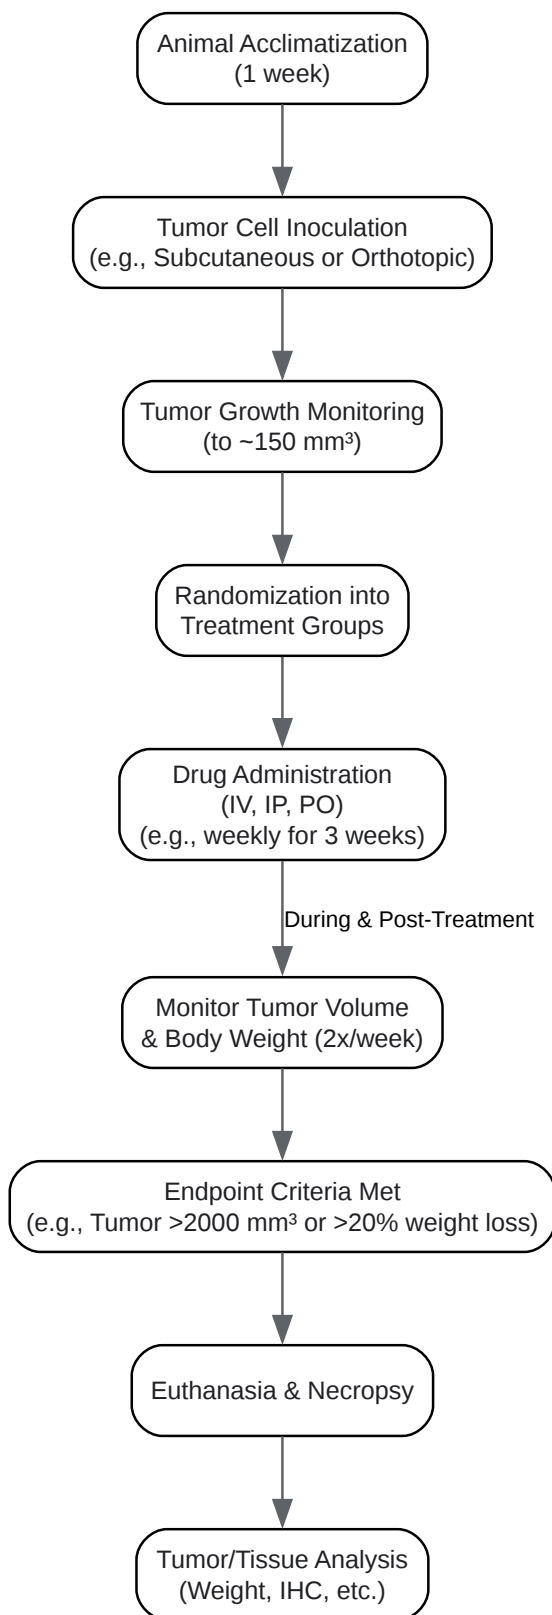 Animal Acclimatization
(1 week)
Tumor Cell Inoculation
(e.g., Subcutaneous or Orthotopic)
Tumor Growth Monitoring
(to ~150 mm³)
Randomization into
Treatment Groups
Drug Administration
(IV, IP, PO)
(e.g., weekly for 3 weeks)
During & Post-Treatment
Monitor Tumor Volume
& Body Weight (2x/week)
Endpoint Criteria Met
(e.g., Tumor >2000 mm³ or >20% weight loss)
Euthanasia & Necropsy
Tumor/Tissue Analysis
(Weight, IHC, etc.)